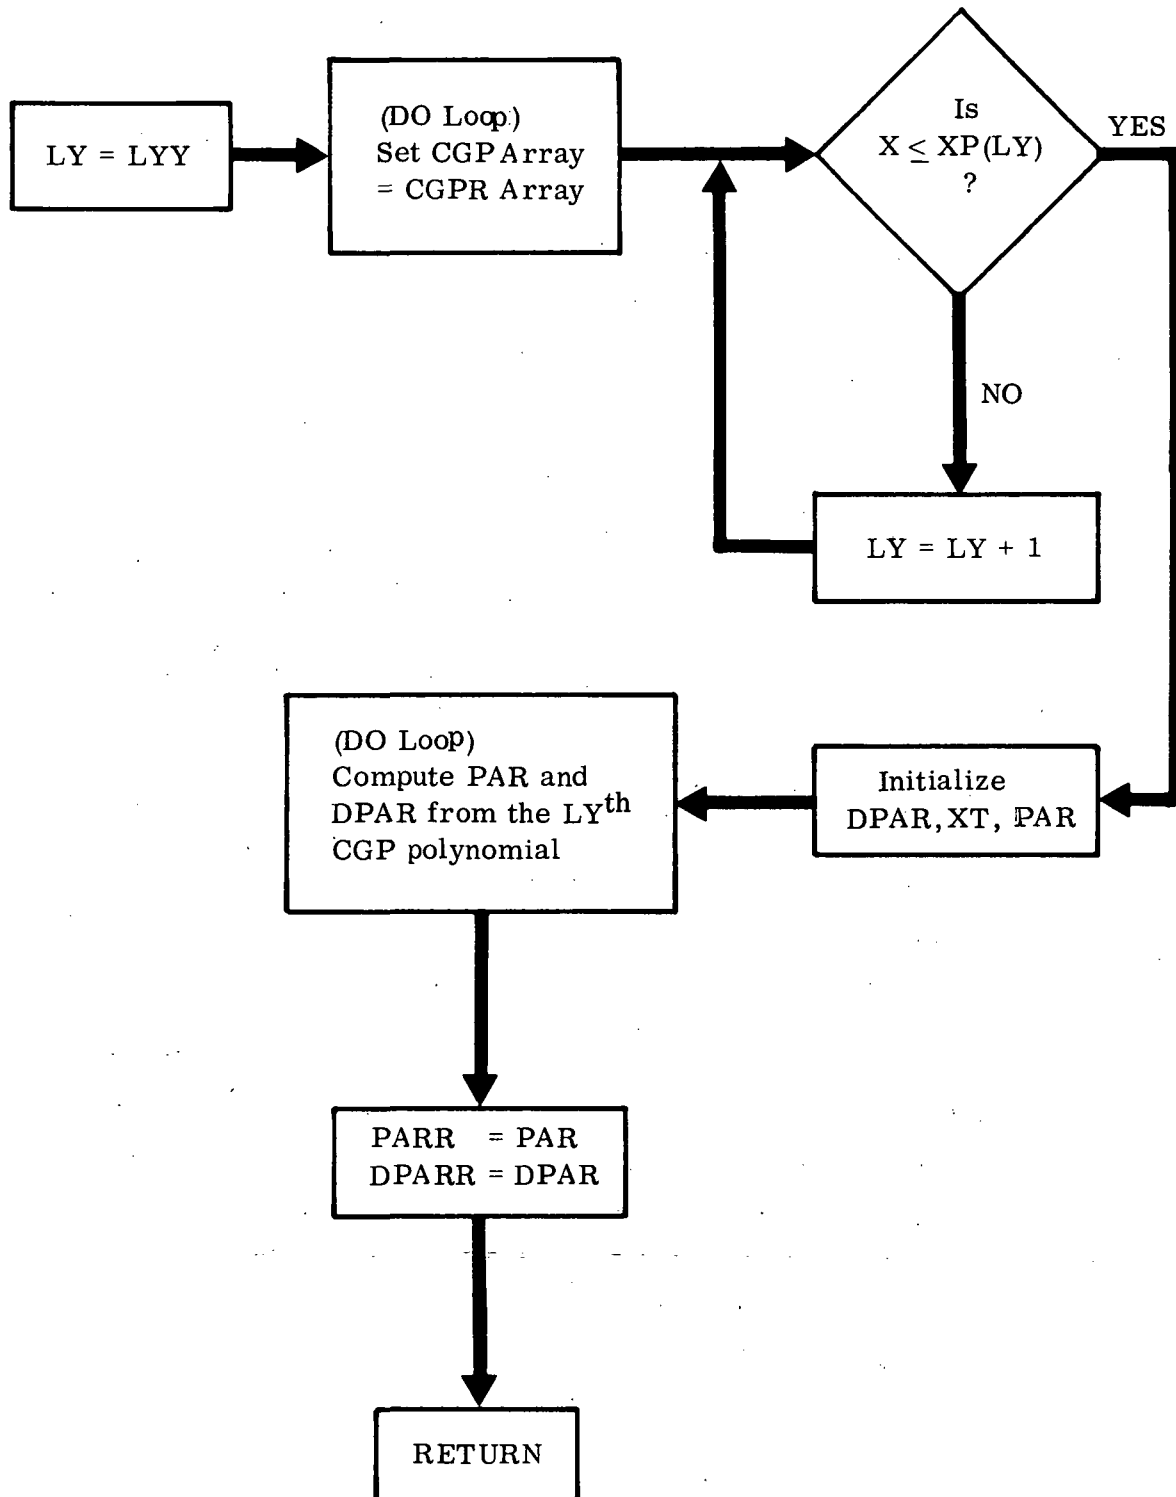 LY = LYY
(DO Loop)
Set CGP Array
= CGPR Array
Is
X ≤ XP(LY)
?
YES
NO
LY = LY + 1
Initialize
DPAR, XT, PAR
(DO Loop)
Compute PAR and
DPAR from the LYth
CGP polynomial
PARR = PAR
DPARR = DPAR
RETURN